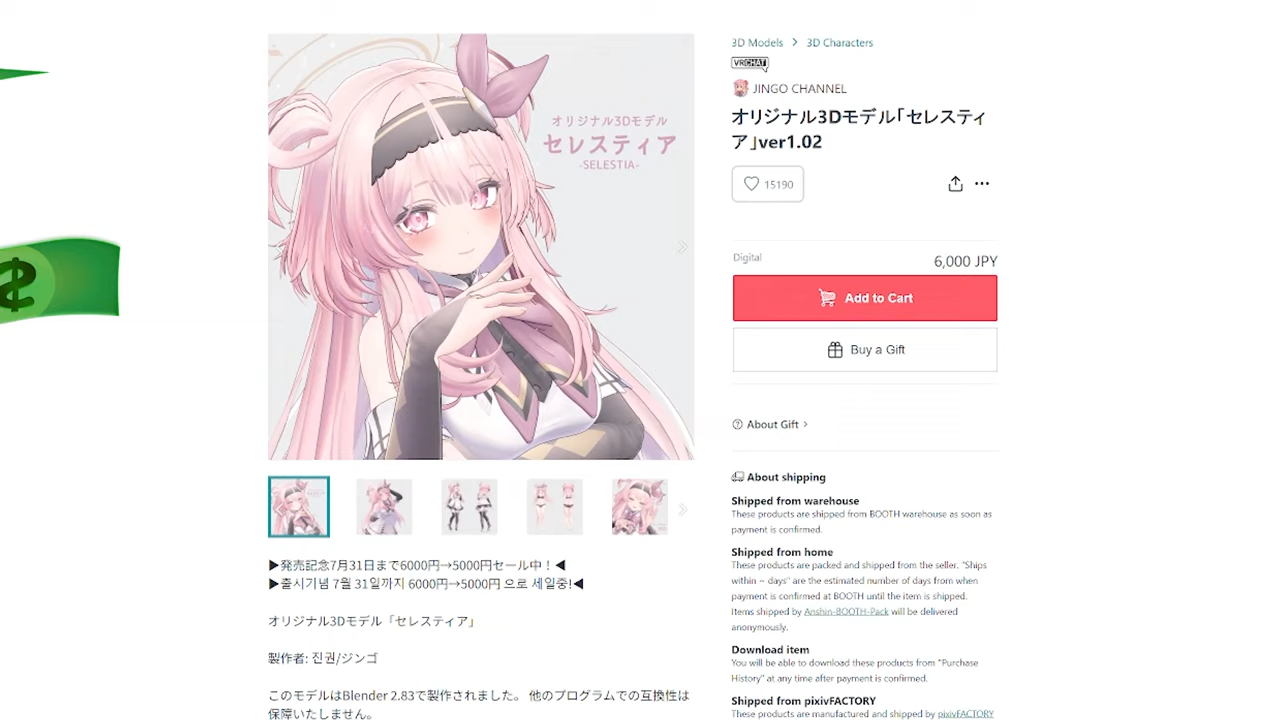 オリジナル3Dモデル
セレスティア
-SELESTIA-
▶発売記念7月31日まで6000円→5000円セール中！◀
▶출시기념 7월 31일까지 6000円→5000円 으로 세일중!◀
オリジナル3Dモデル「セレスティア」
製作者: 진권/ジンゴ
このモデルはBlender 2.83で製作されました。 他のプログラムでの互換性は
保障いたしません。
3D Models > 3D Characters
VRCHAT
JINGO CHANNEL
オリジナル3Dモデル「セレスティ
ア」ver1.02
15190
Digital
6,000 JPY
Add to Cart
Buy a Gift
About Gift >
About shipping
Shipped from warehouse
These products are shipped from BOOTH warehouse as soon as
payment is confirmed.
Shipped from home
These products are packed and shipped from the seller. "Ships
within ~ days" are the estimated number of days from when
payment is confirmed at BOOTH until the item is shipped.
Items shipped by Anshin-BOOTH-Pack will be delivered
anonymously.
Download item
You will be able to download these products from "Purchase
History" at any time after payment is confirmed.
Shipped from pixivFACTORY
These products are manufactured and shipped by pixivFACTORY
$